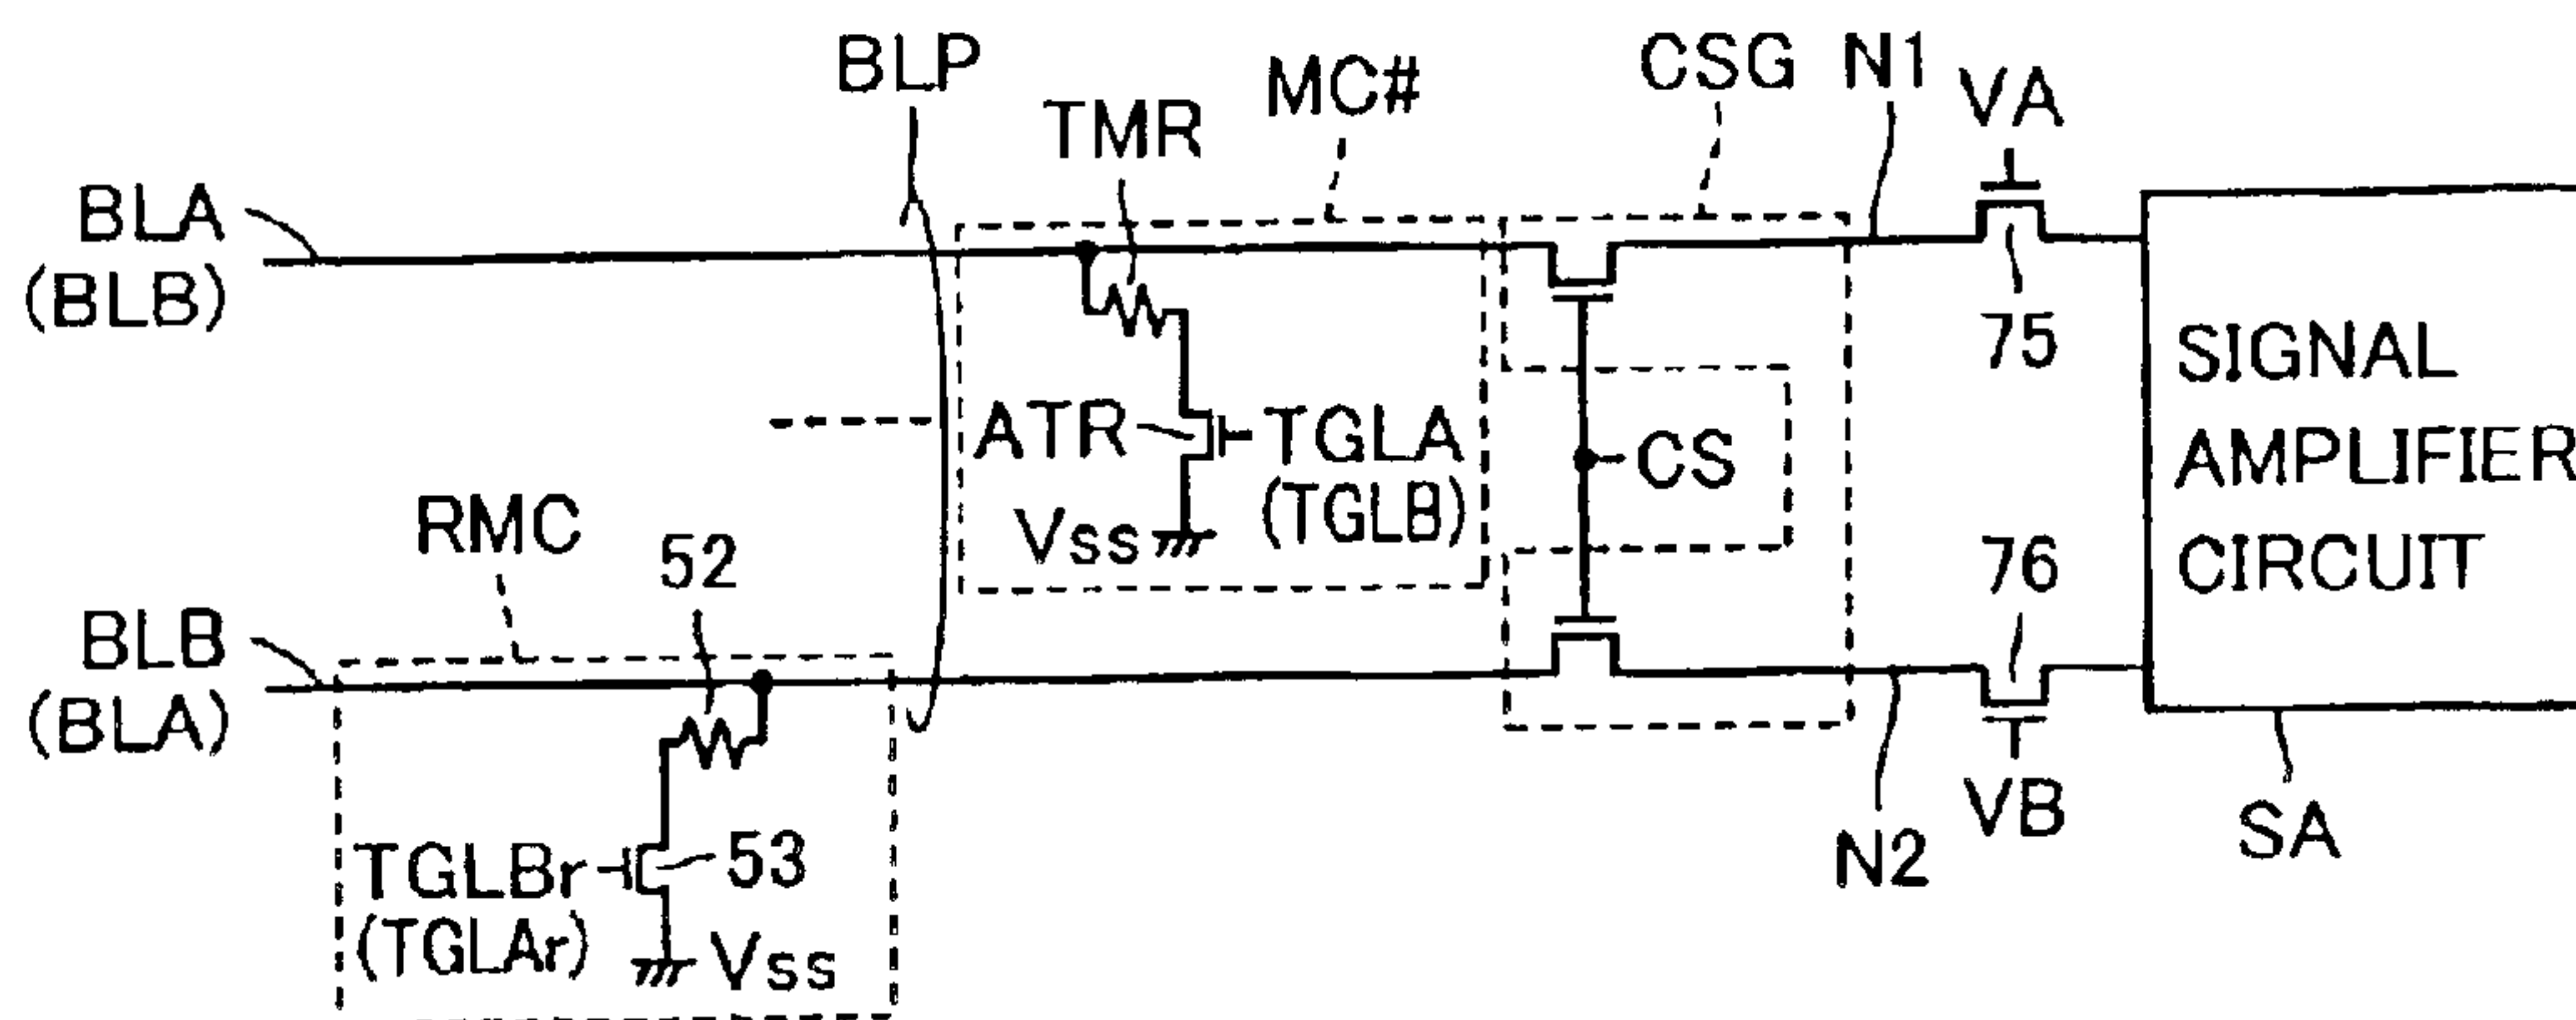 BLP
MC#
CSG
N1
VA
TMR
BLA
(BLB)
75
SIGNAL
AMPLIFIER
CIRCUIT
ATR
TGLA
(TGLB)
CS
Vss
RMC
52
76
BLB
(BLA)
VB
N2
SA
TGLBr
(TGLAr)
53
Vss